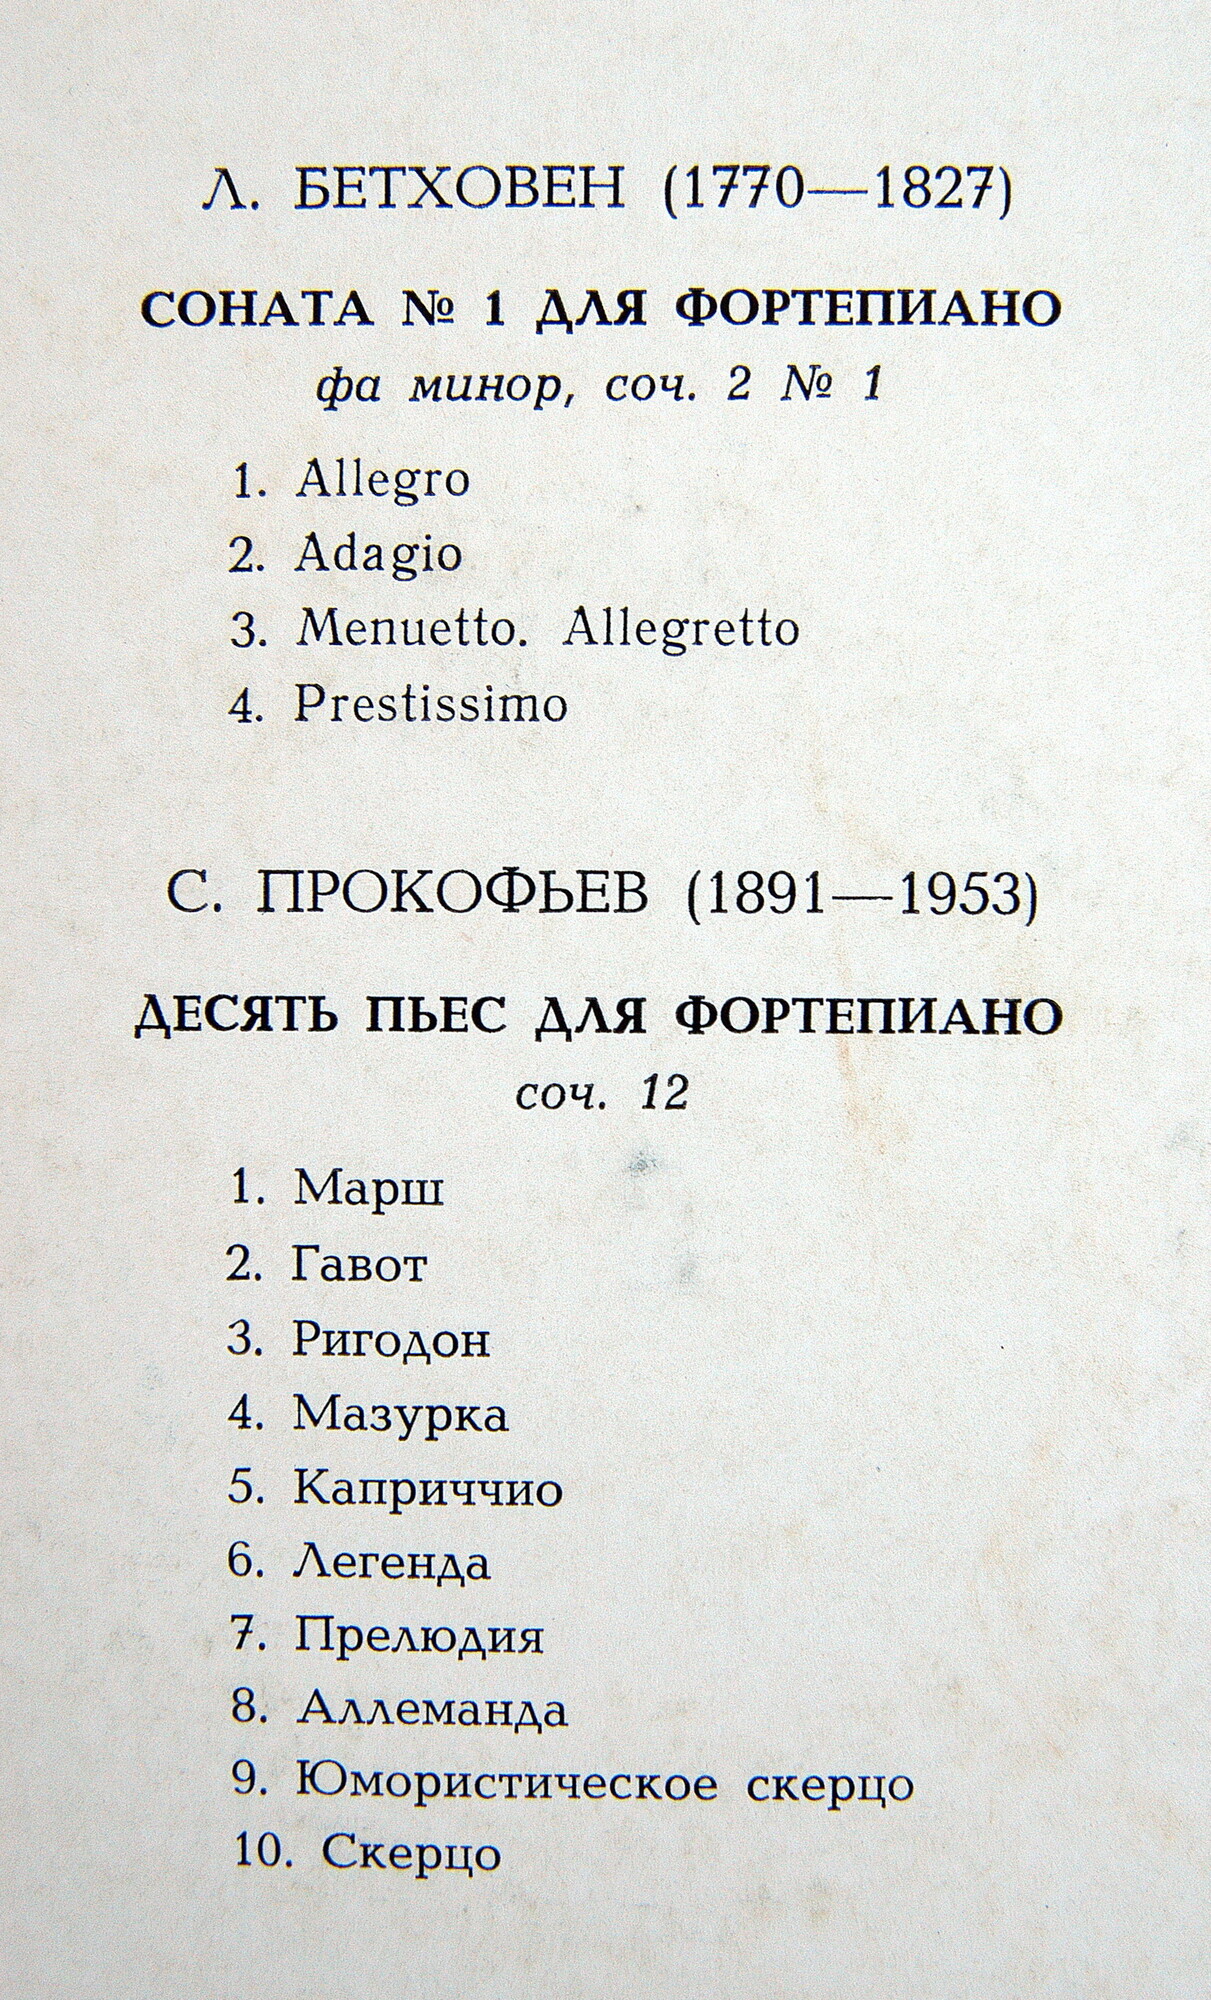 Л. БЕТХОВЕН (1770—1827)
СОНАТА № 1 ДЛЯ ФОРТЕПИАНО
фа минор, соч. 2 № 1
1. Allegro
2. Adagio
3. Menuetto. Allegretto
4. Prestissimo
С. ПРОКОФЬЕВ (1891—1953)
ДЕСЯТЬ ПЬЕС ДЛЯ ФОРТЕПИАНО
соч. 12
1. Марш
2. Гавот
3. Ригодон
4. Мазурка
5. Каприччио
6. Легенда
7. Прелюдия
8. Аллеманда
9. Юмористическое скерцо
10. Скерцо